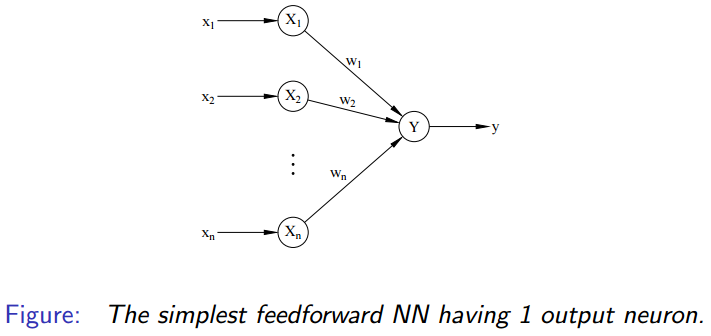 x₁ X₁
w₁
x₂ X₂ w₂
Y y
⋮
wₙ
xₙ Xₙ
Figure: The simplest feedforward NN having 1 output neuron.